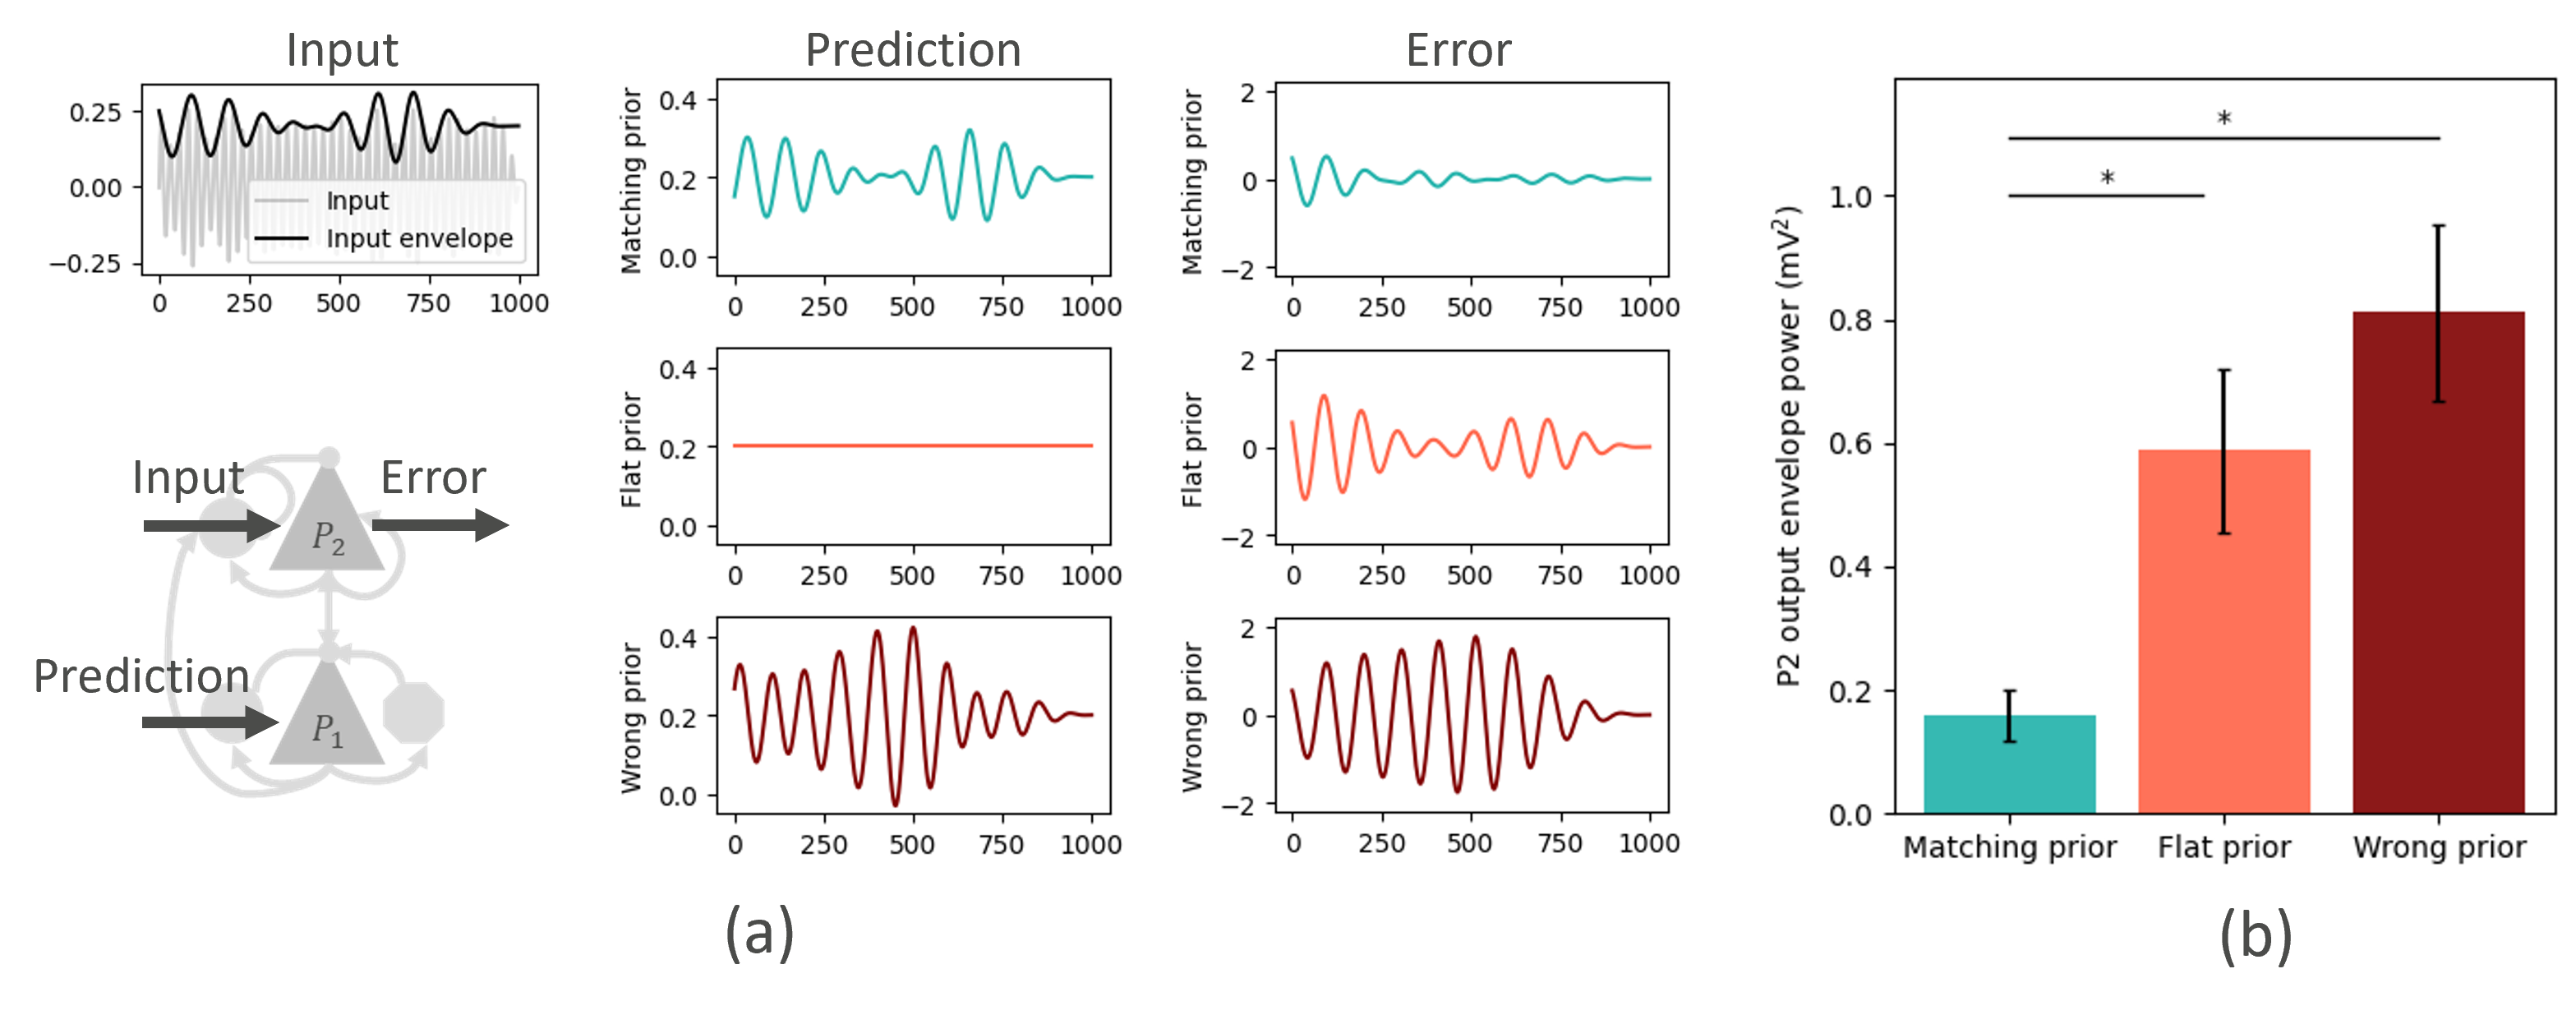 Input
0.25
0.00
−0.25
Input
Input envelope
0 250 500 750 1000
Input
Error
P2
Prediction
P1
Prediction
Matching prior
0.4
0.2
0.0
0 250 500 750 1000
Flat prior
0.4
0.2
0.0
0 250 500 750 1000
Wrong prior
0.4
0.2
0.0
0 250 500 750 1000
Error
Matching prior
2
0
−2
0 250 500 750 1000
Flat prior
2
0
−2
0 250 500 750 1000
Wrong prior
2
0
−2
0 250 500 750 1000
(a)
P2 output envelope power (mV²)
1.0
0.8
0.6
0.4
0.2
0.0
*
*
Matching prior Flat prior Wrong prior
(b)